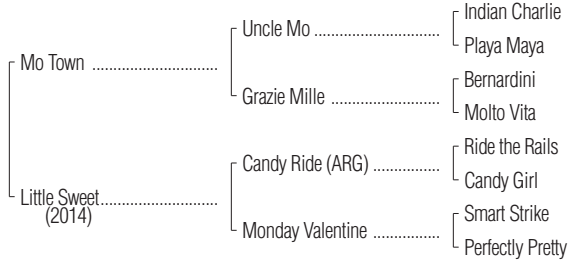 Indian Charlie
Uncle Mo ................................
Playa Maya
Mo Town ................................
Bernardini
Grazie Mille ............................
Molto Vita
Ride the Rails
Candy Ride (ARG) .................
Candy Girl
Little Sweet..............................
(2014)
Smart Strike
Monday Valentine .................
Perfectly Pretty